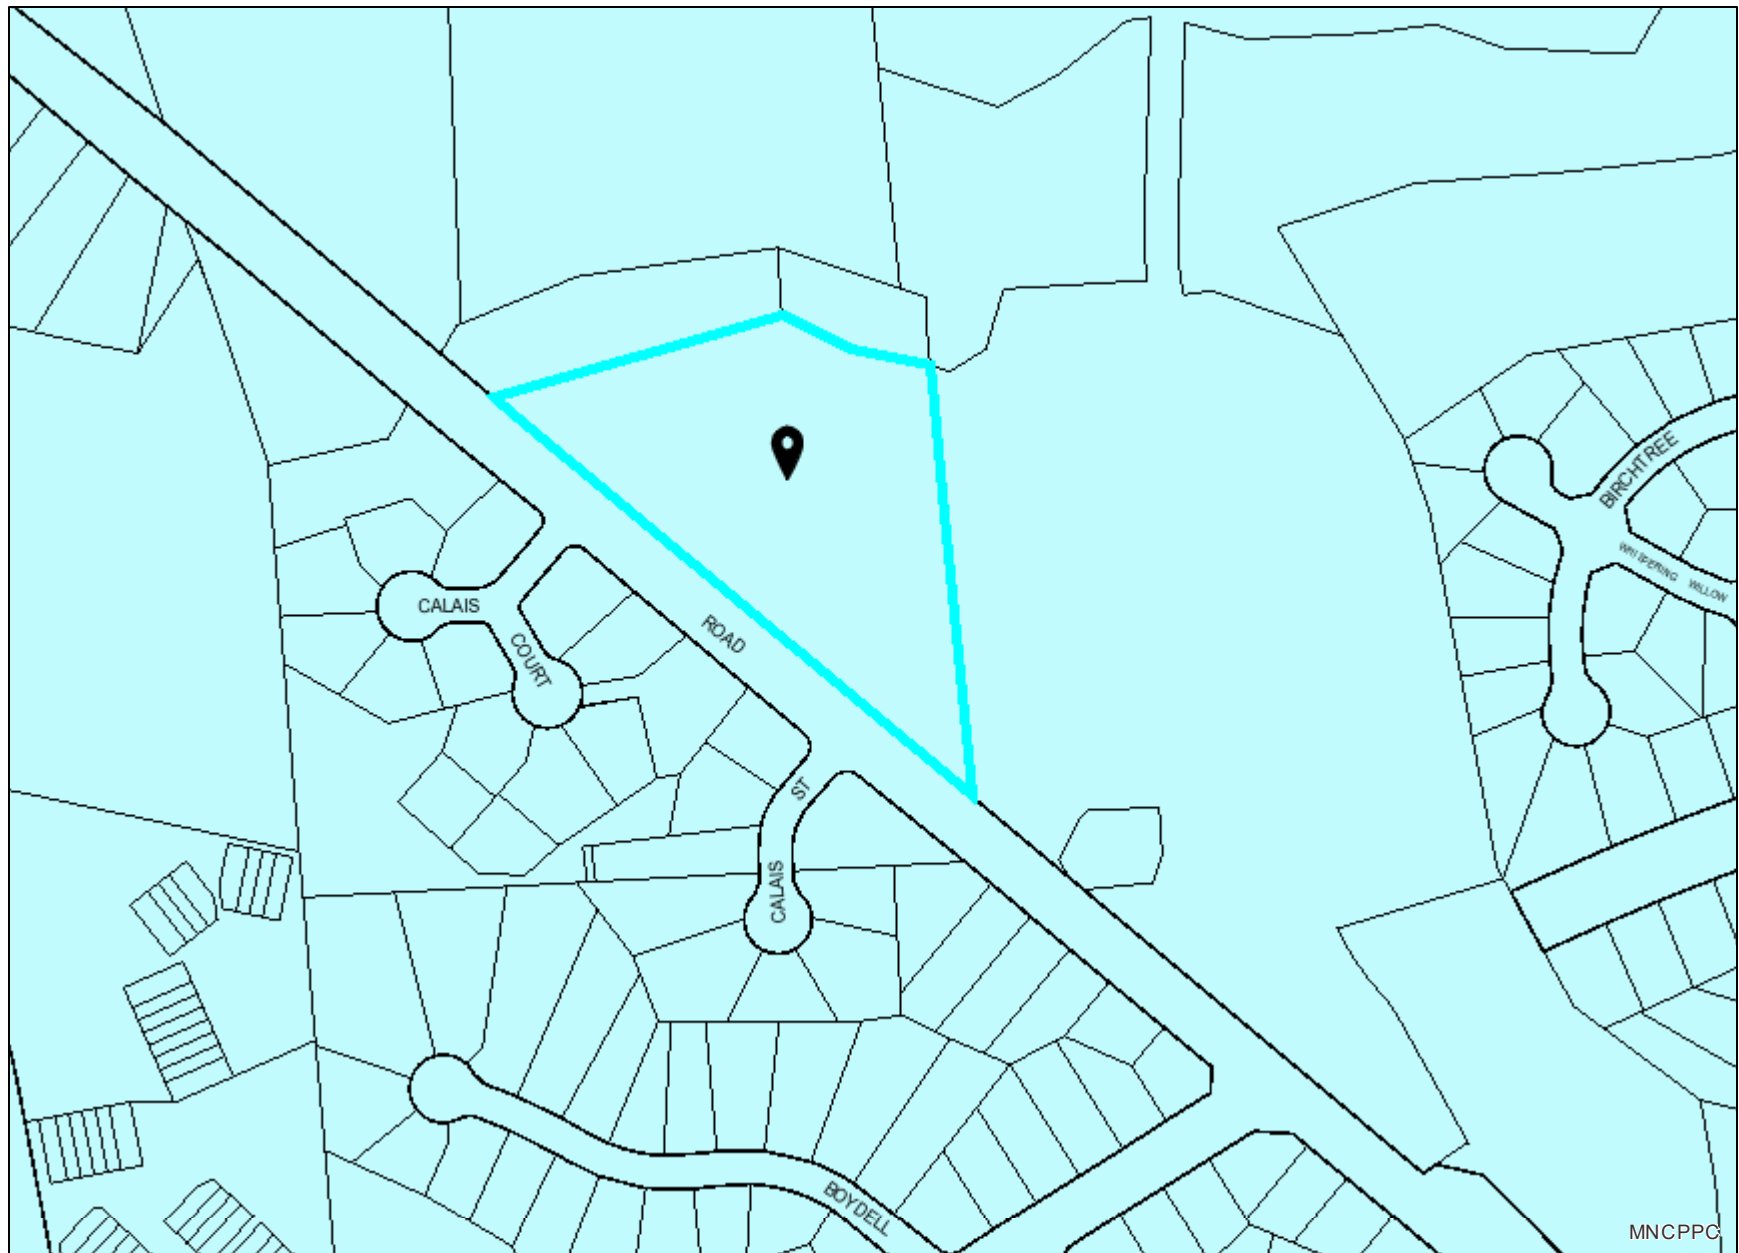 BIRCHTREE
WHISPERING WILLOW
CALAIS
COURT
ROAD
ST
CALAIS
BOYDELL
MNCPPC